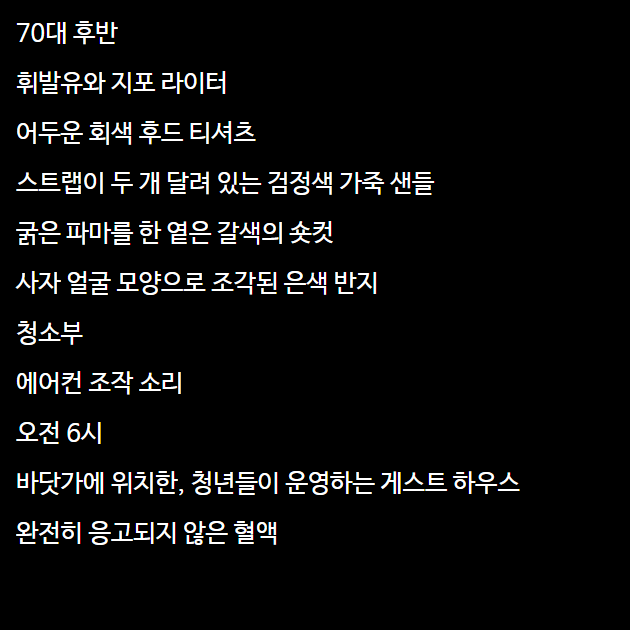 70대 후반
휘발유와 지포 라이터
어두운 회색 후드 티셔츠
스트랩이 두 개 달려 있는 검정색 가죽 샌들
굵은 파마를 한 옅은 갈색의 숏컷
사자 얼굴 모양으로 조각된 은색 반지
청소부
에어컨 조작 소리
오전 6시
바닷가에 위치한, 청년들이 운영하는 게스트 하우스
완전히 응고되지 않은 혈액